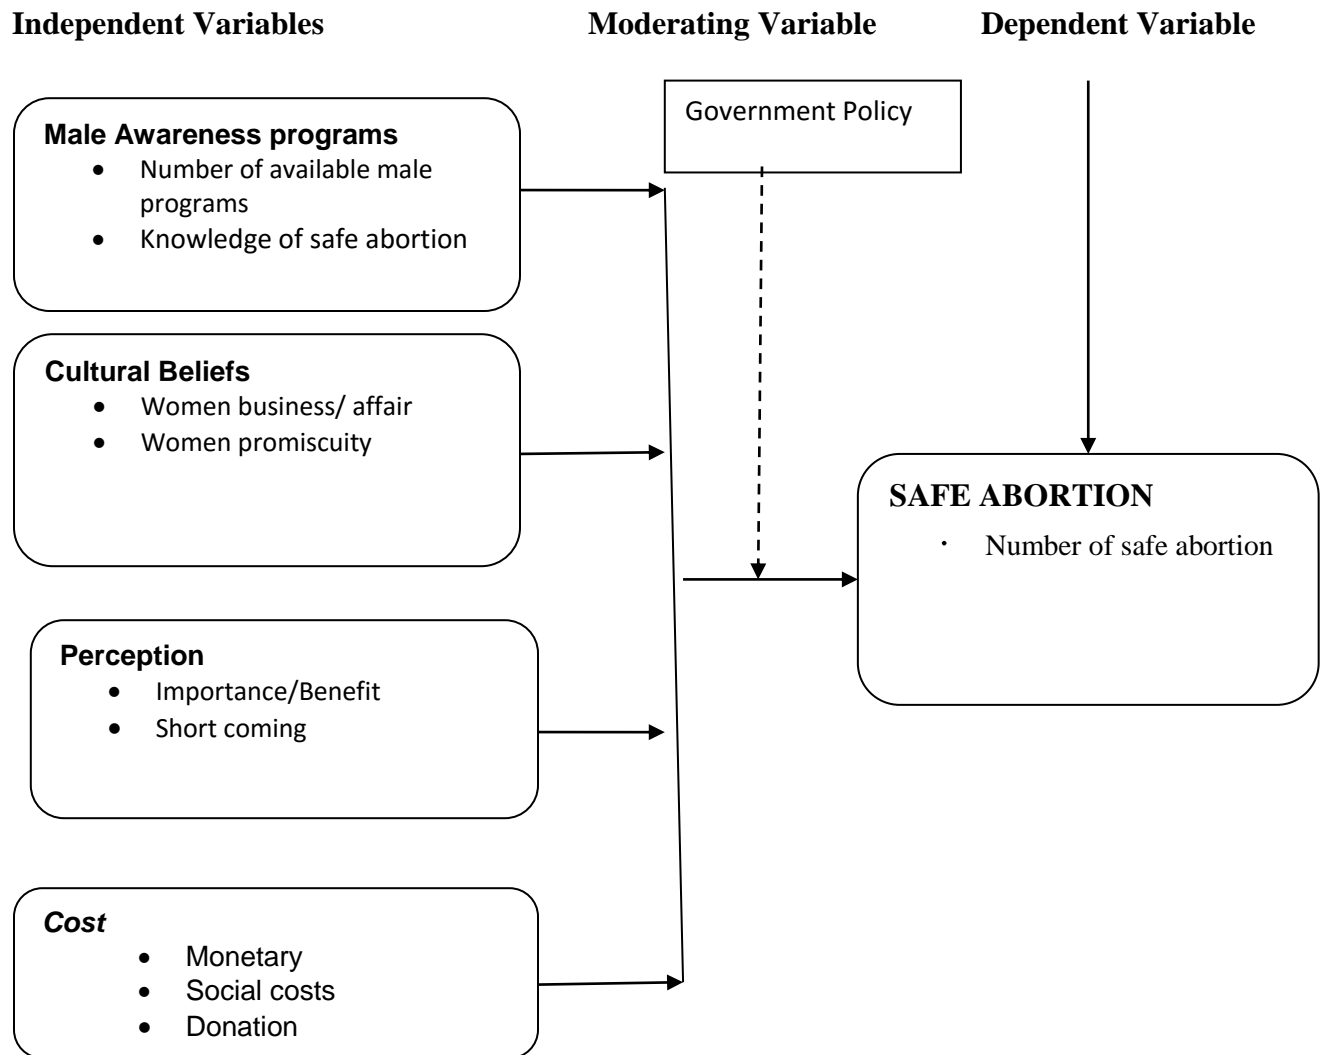 Independent Variables
Moderating Variable
Dependent Variable
Government Policy
Male Awareness programs
• Number of available male
programs
• Knowledge of safe abortion
Cultural Beliefs
• Women business/ affair
• Women promiscuity
SAFE ABORTION
· Number of safe abortion
Perception
• Importance/Benefit
• Short coming
Cost
• Monetary
• Social costs
• Donation